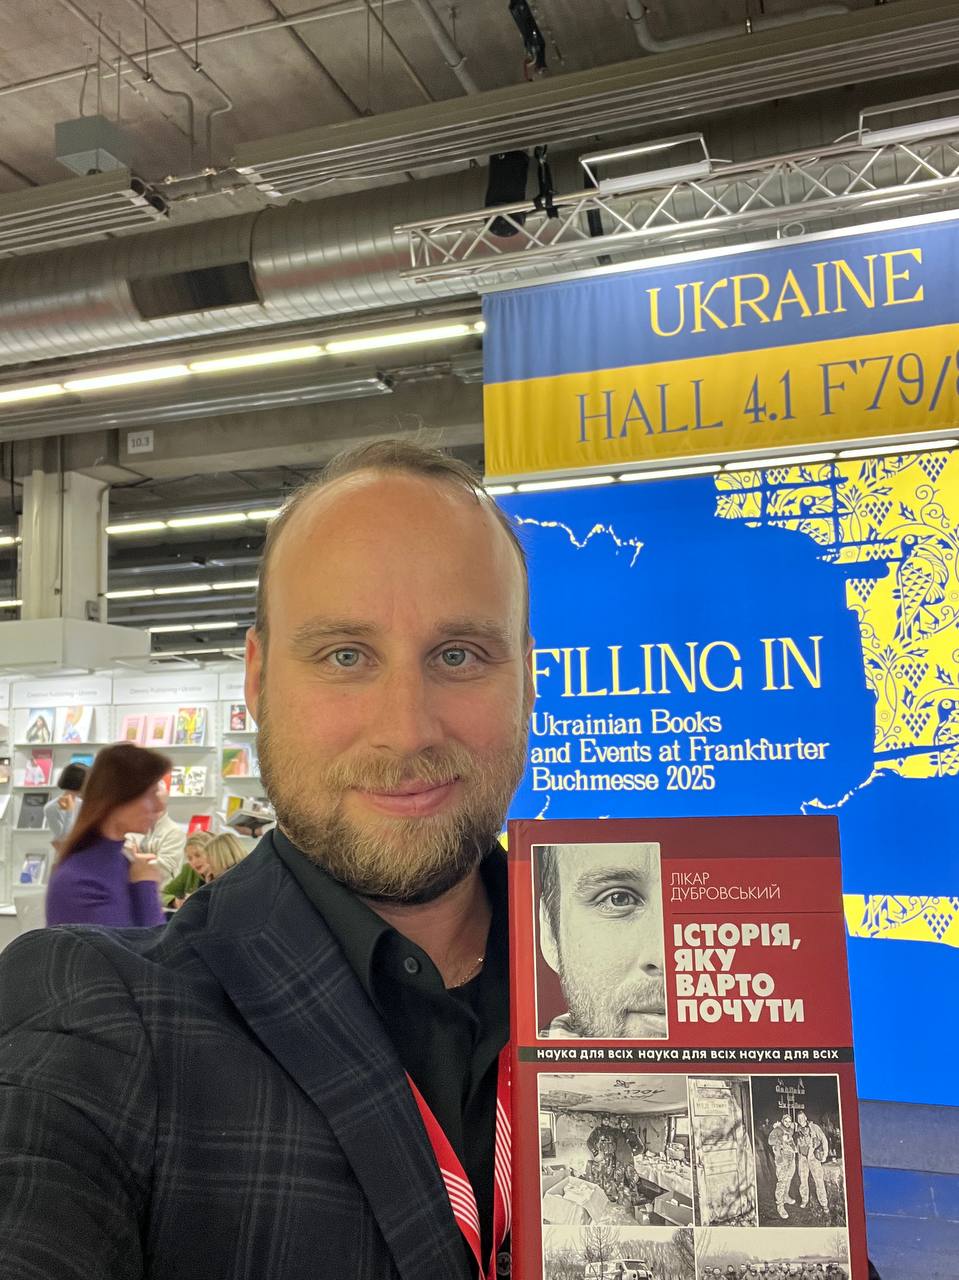 UKRAINE
HALL 4.1 F79/
10.3
FILLING IN
Ukrainian Books
and Events at Frankfurter
Buchmesse 2025
ЛІКАР
ДУБРОВСЬКИЙ
ІСТОРІЯ,
ЯКУ
ВАРТО
ПОЧУТИ
НАУКА ДЛЯ ВСІХ НАУКА ДЛЯ ВСІХ НАУКА ДЛЯ ВСІХ